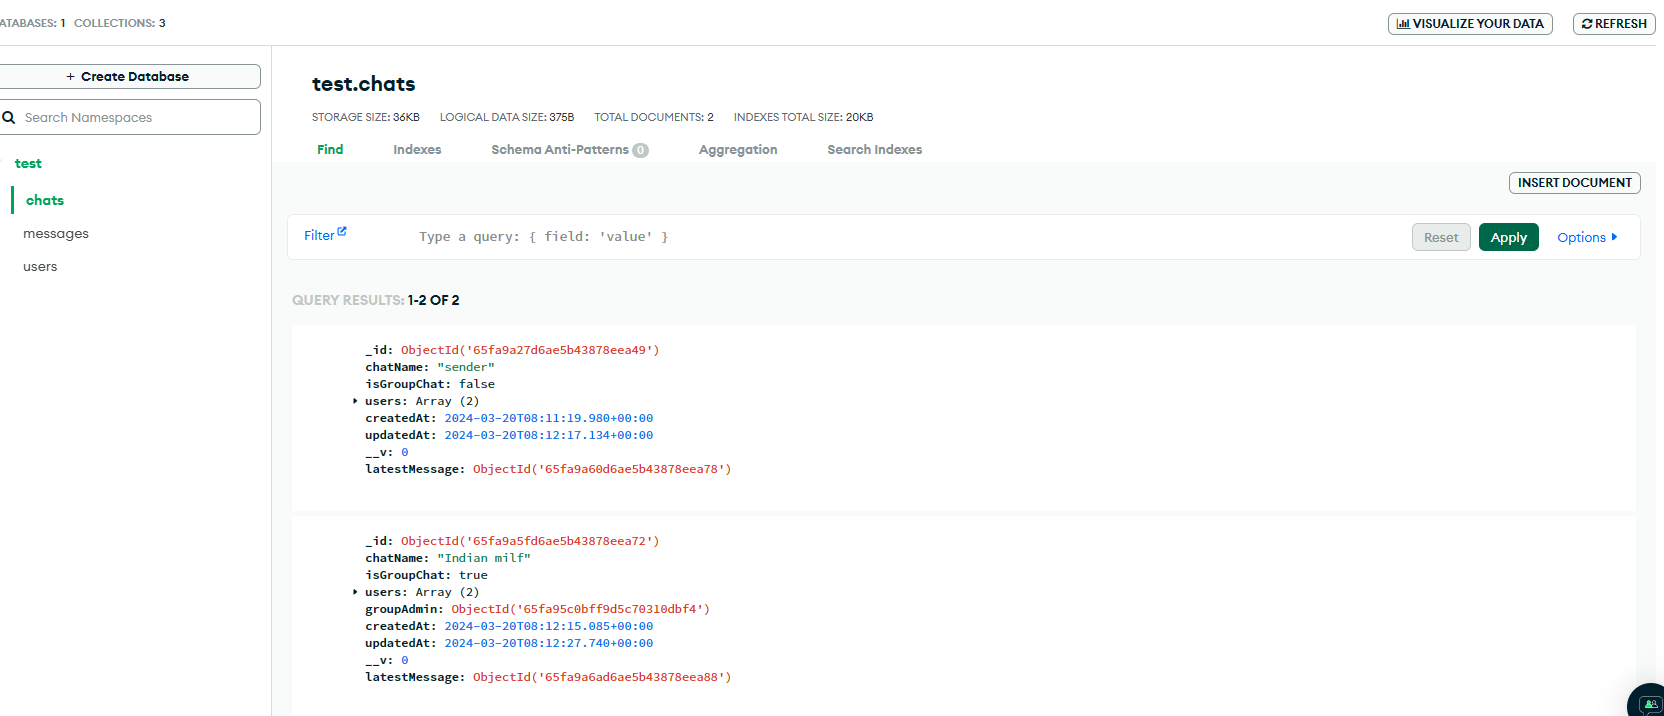 ATABASES: 1 COLLECTIONS: 3
VISUALIZE YOUR DATA
REFRESH
+ Create Database
Search Namespaces
test
chats
messages
users
test.chats
STORAGE SIZE: 36KB LOGICAL DATA SIZE: 375B TOTAL DOCUMENTS: 2 INDEXES TOTAL SIZE: 20KB
Find Indexes Schema Anti-Patterns 0 Aggregation Search Indexes
INSERT DOCUMENT
Filter Type a query: { field: 'value' } Reset Apply Options
QUERY RESULTS: 1-2 OF 2
_id: ObjectId('65fa9a27d6ae5b43878eea49')
chatName: "sender"
isGroupChat: false
users: Array (2)
createdAt: 2024-03-20T08:11:19.980+00:00
updatedAt: 2024-03-20T08:12:17.134+00:00
__v: 0
latestMessage: ObjectId('65fa9a60d6ae5b43878eea78')
_id: ObjectId('65fa9a5fd6ae5b43878eea72')
chatName: "Indian milf"
isGroupChat: true
users: Array (2)
groupAdmin: ObjectId('65fa95c0bff9d5c70310dbf4')
createdAt: 2024-03-20T08:12:15.085+00:00
updatedAt: 2024-03-20T08:12:27.740+00:00
__v: 0
latestMessage: ObjectId('65fa9a6ad6ae5b43878eea88')